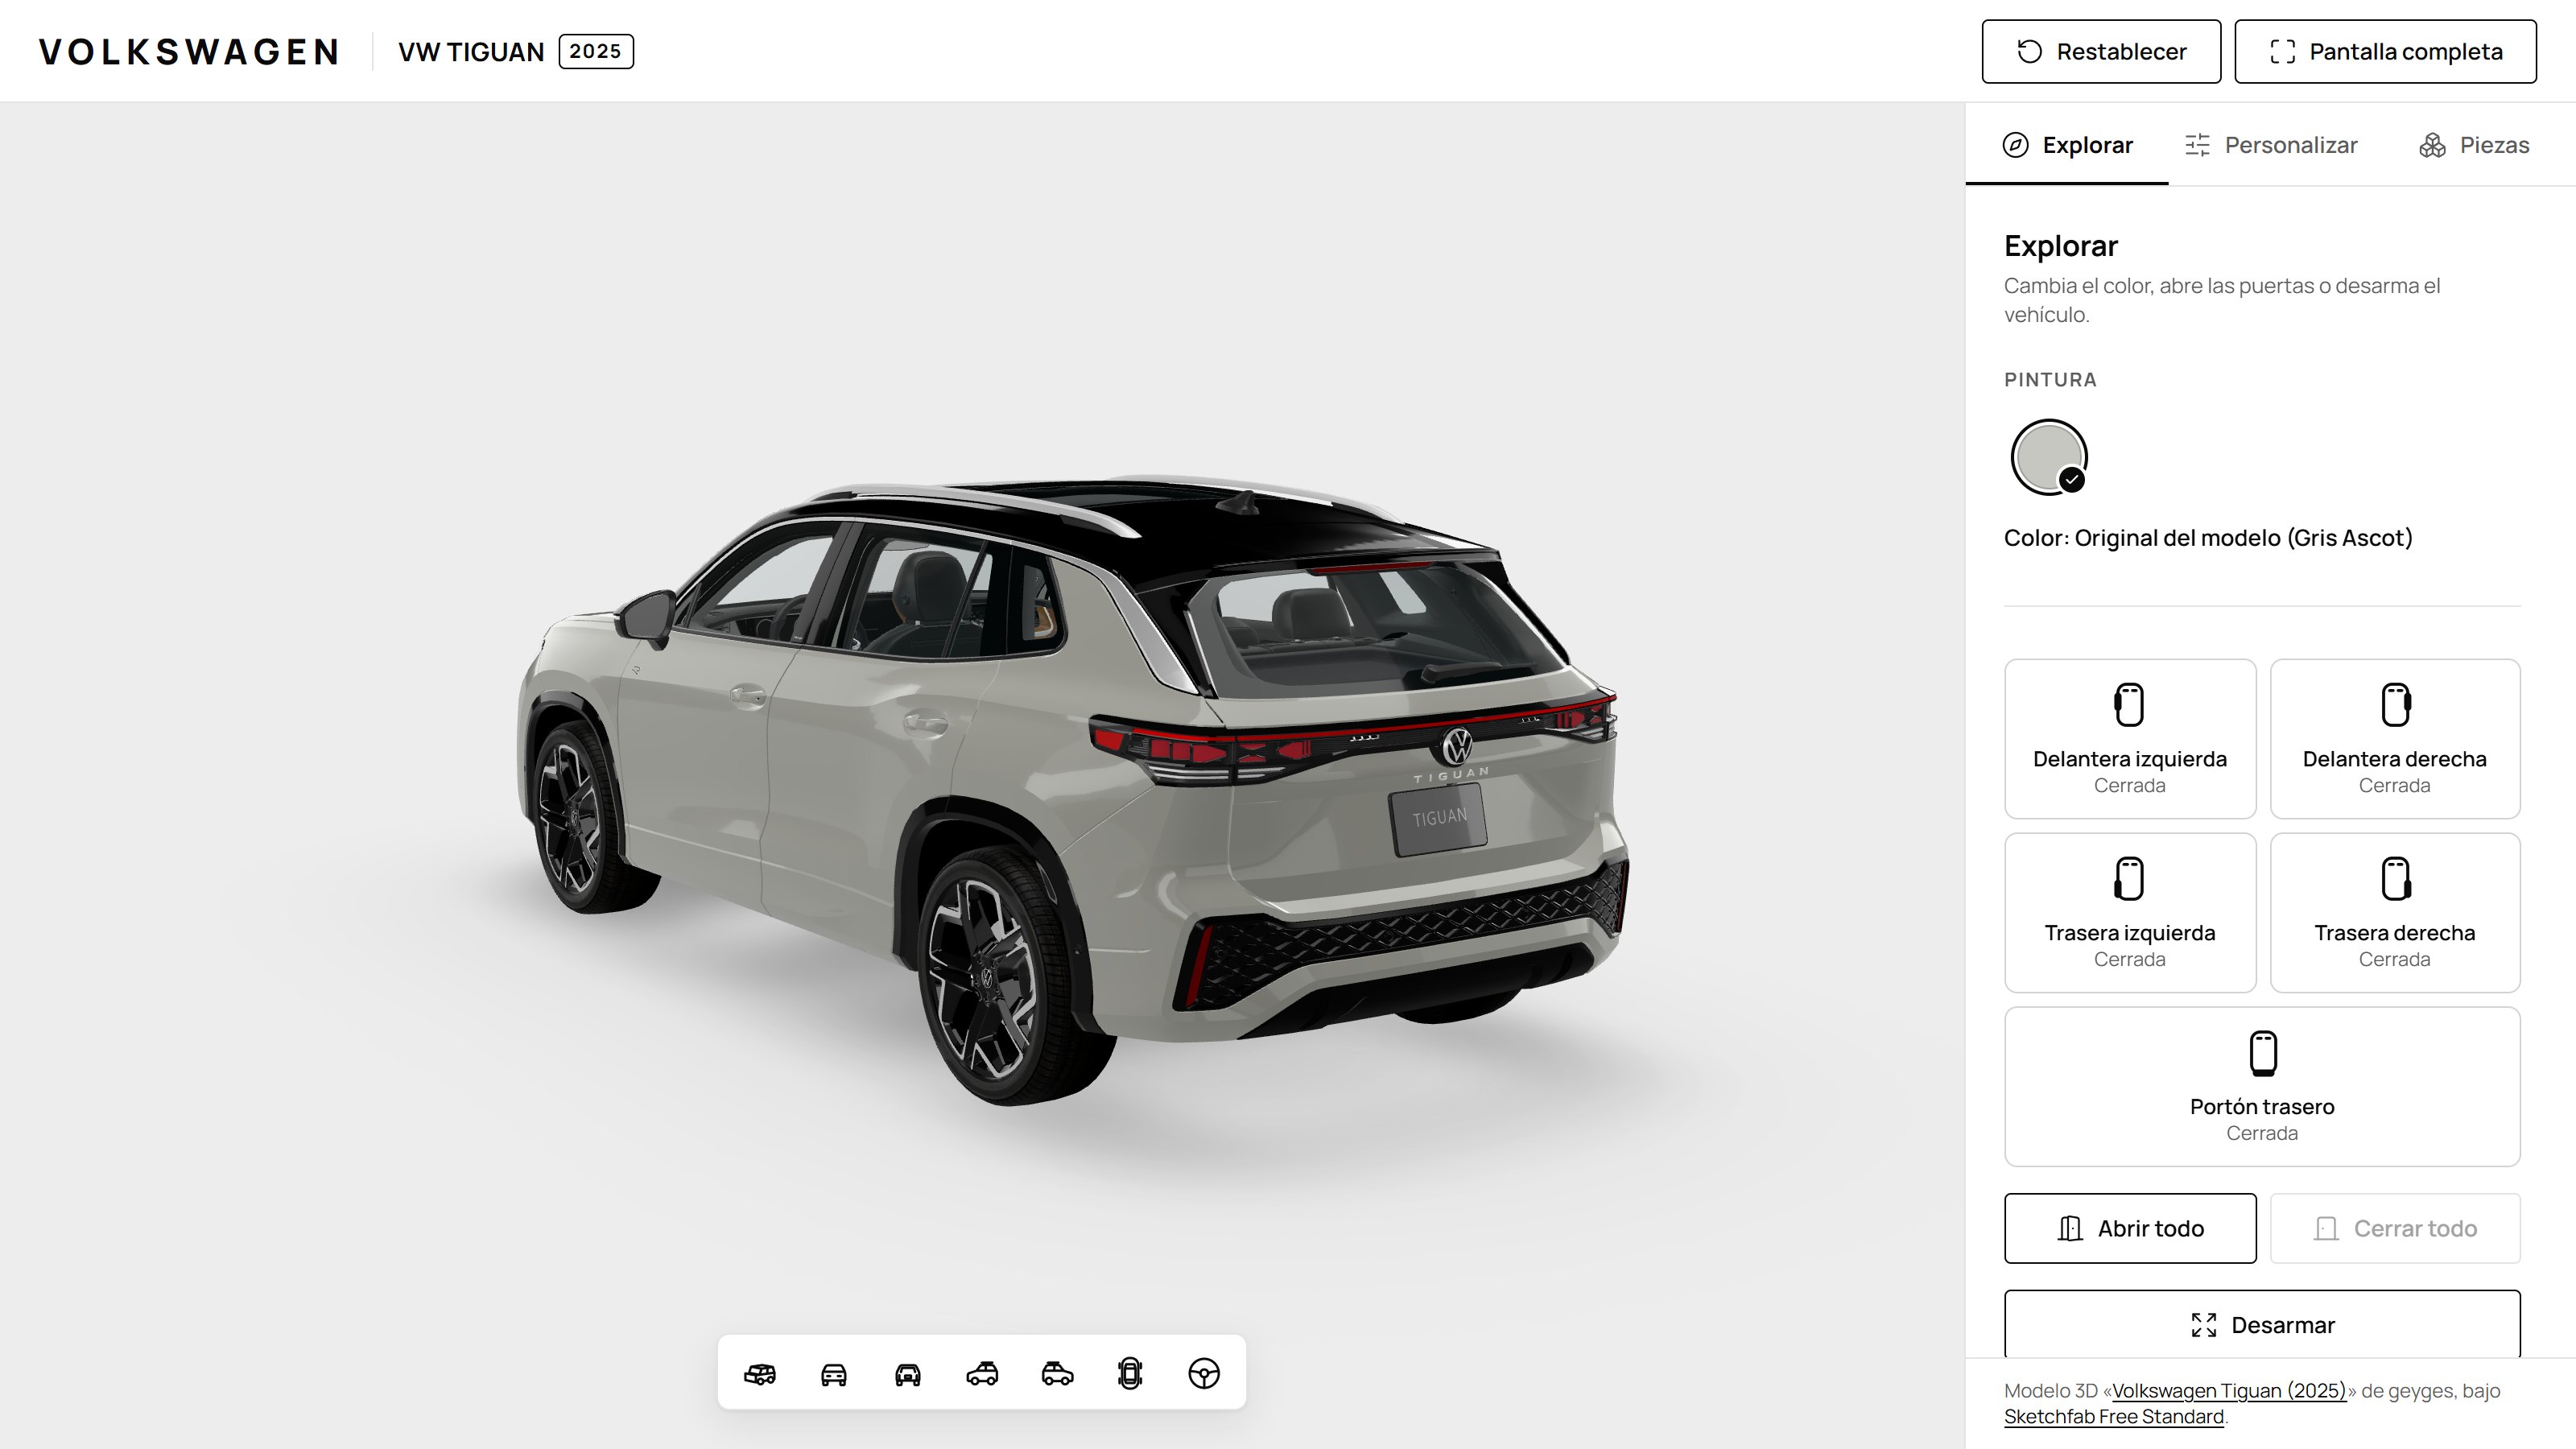 VOLKSWAGEN
VW TIGUAN
2025
Restablecer
Pantalla completa
Explorar
Personalizar
Piezas
Explorar
Cambia el color, abre las puertas o desarma el
vehículo.
PINTURA
Color: Original del modelo (Gris Ascot)
TIGUAN
TIGUAN
Delantera izquierda
Cerrada
Delantera derecha
Cerrada
Trasera izquierda
Cerrada
Trasera derecha
Cerrada
Portón trasero
Cerrada
Abrir todo
Cerrar todo
Desarmar
Modelo 3D «Volkswagen Tiguan (2025)» de geyges, bajo
Sketchfab Free Standard.